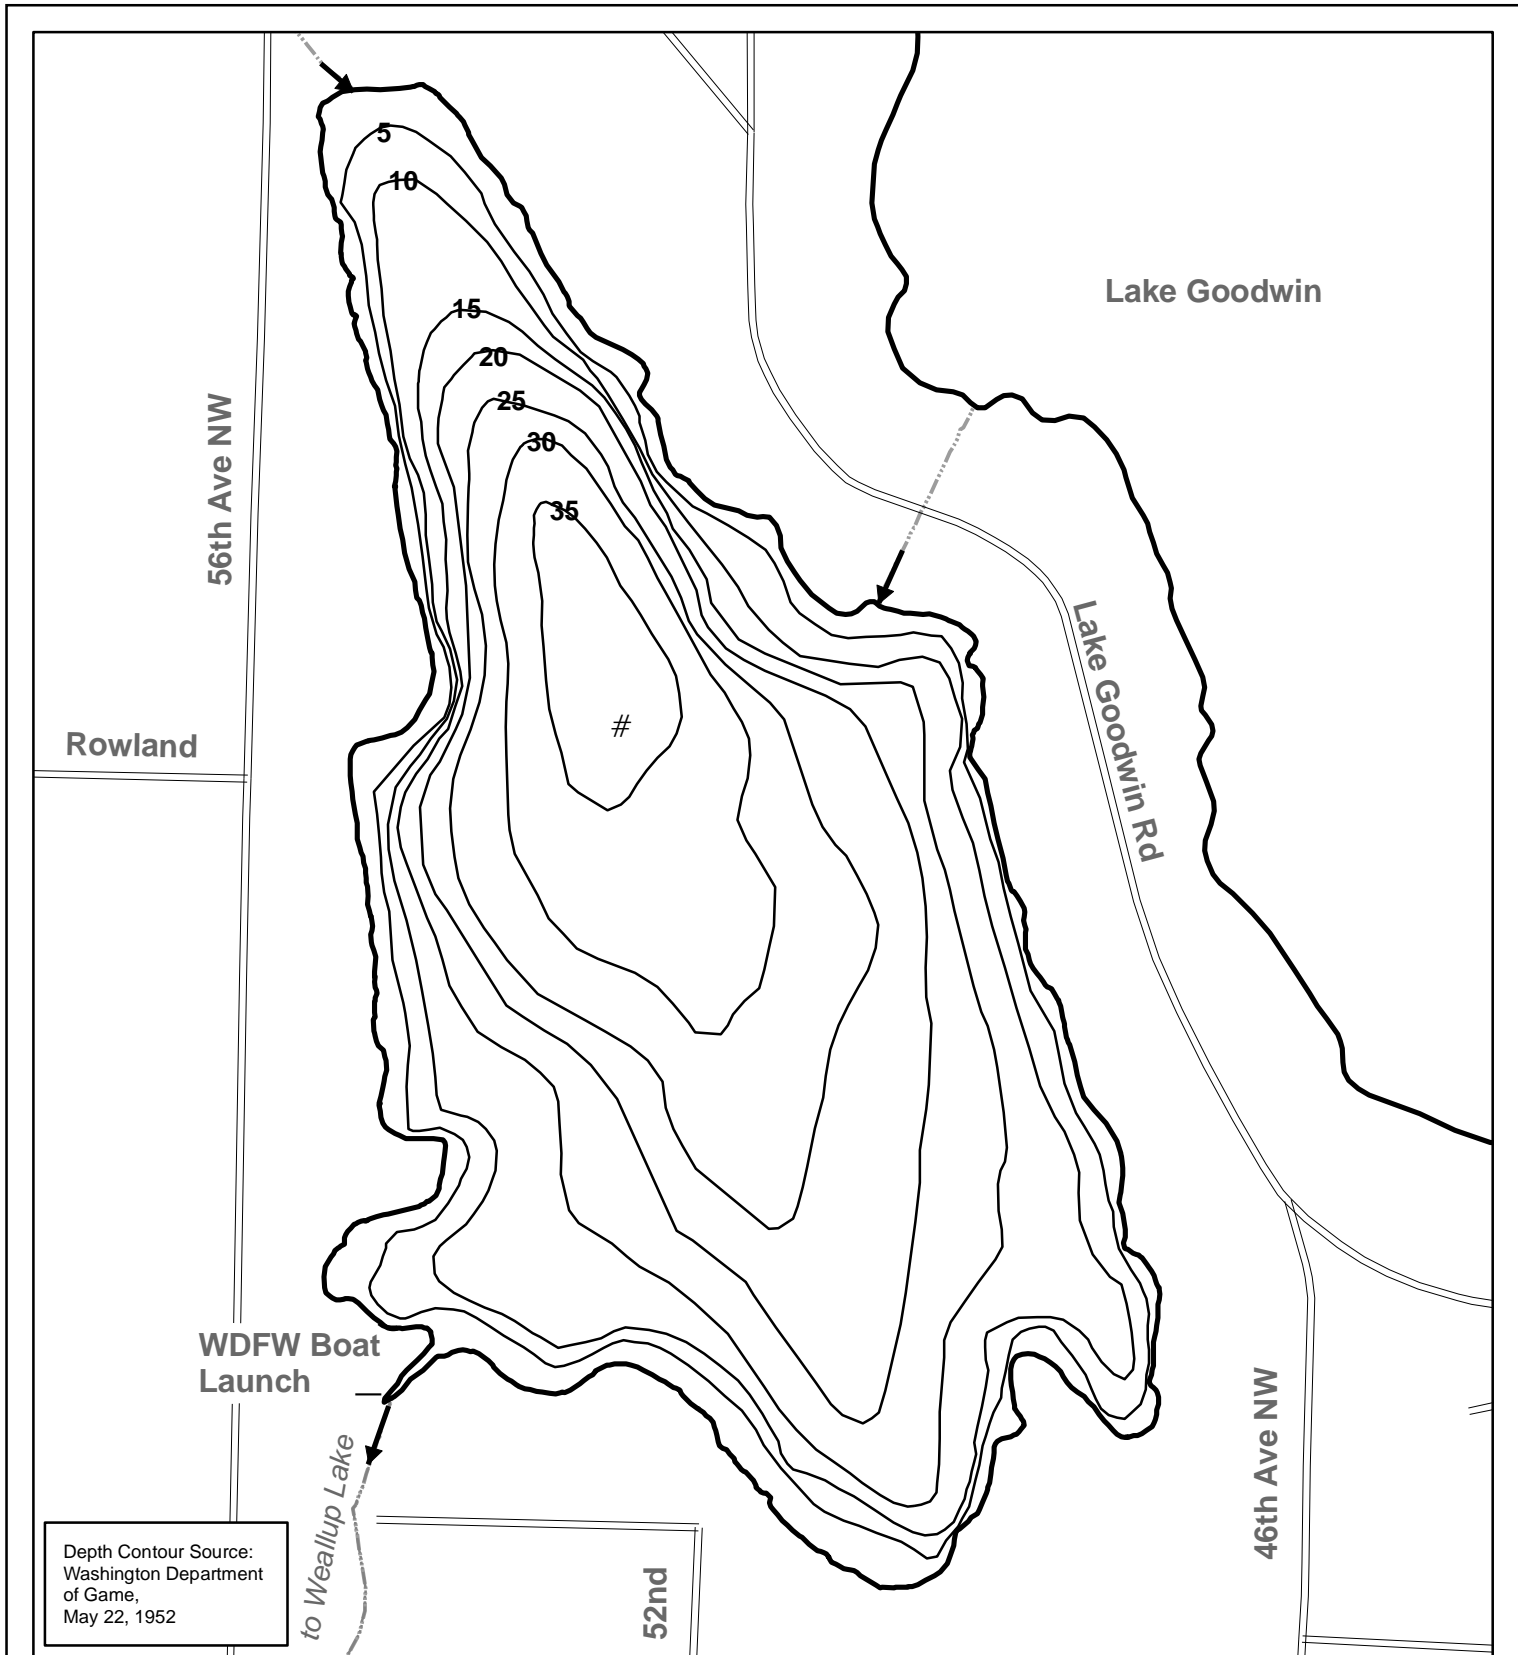 5
10
Lake Goodwin
15
20
25
30
35
56th Ave NW
Lake Goodwin Rd
#
Rowland
WDFW Boat
Launch
to Weallup Lake
46th Ave NW
52nd
Depth Contour Source:
Washington Department
of Game,
May 22, 1952